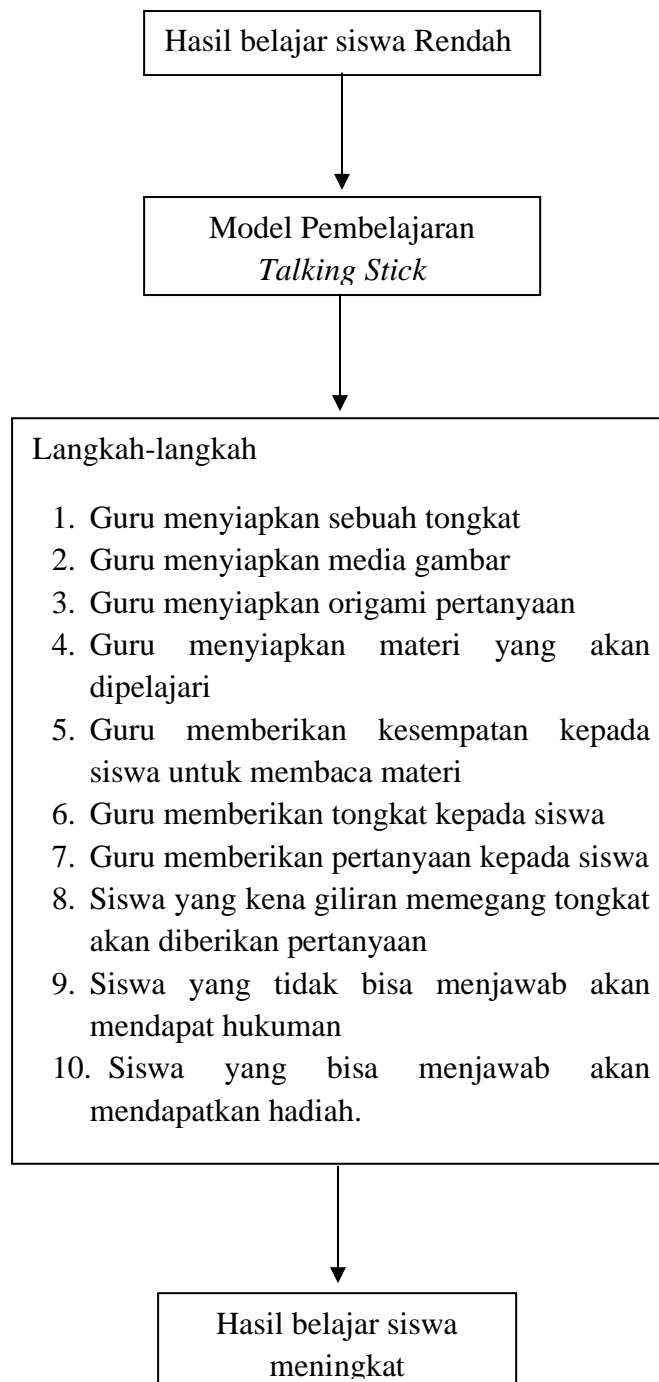 Hasil belajar siswa Rendah
Model Pembelajaran
Talking Stick
Langkah-langkah
1. Guru menyiapkan sebuah tongkat
2. Guru menyiapkan media gambar
3. Guru menyiapkan origami pertanyaan
4. Guru menyiapkan materi yang akan
dipelajari
5. Guru memberikan kesempatan kepada
siswa untuk membaca materi
6. Guru memberikan tongkat kepada siswa
7. Guru memberikan pertanyaan kepada siswa
8. Siswa yang kena giliran memegang tongkat
akan diberikan pertanyaan
9. Siswa yang tidak bisa menjawab akan
mendapat hukuman
10. Siswa yang bisa menjawab akan
mendapatkan hadiah.
Hasil belajar siswa
meningkat